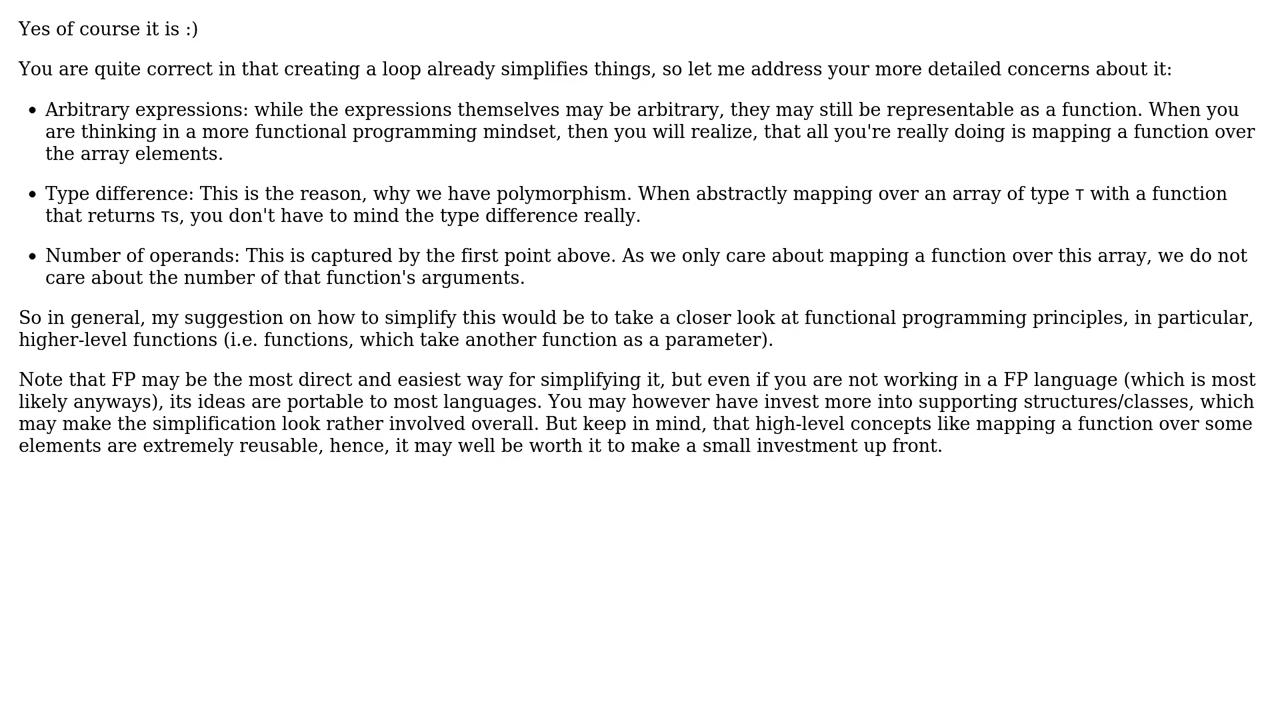 Yes of course it is :)
You are quite correct in that creating a loop already simplifies things, so let me address your more detailed concerns about it:
• Arbitrary expressions: while the expressions themselves may be arbitrary, they may still be representable as a function. When you
are thinking in a more functional programming mindset, then you will realize, that all you're really doing is mapping a function over
the array elements.
• Type difference: This is the reason, why we have polymorphism. When abstractly mapping over an array of type T with a function
that returns Ts, you don't have to mind the type difference really.
• Number of operands: This is captured by the first point above. As we only care about mapping a function over this array, we do not
care about the number of that function's arguments.
So in general, my suggestion on how to simplify this would be to take a closer look at functional programming principles, in particular,
higher-level functions (i.e. functions, which take another function as a parameter).
Note that FP may be the most direct and easiest way for simplifying it, but even if you are not working in a FP language (which is most
likely anyways), its ideas are portable to most languages. You may however have invest more into supporting structures/classes, which
may make the simplification look rather involved overall. But keep in mind, that high-level concepts like mapping a function over some
elements are extremely reusable, hence, it may well be worth it to make a small investment up front.